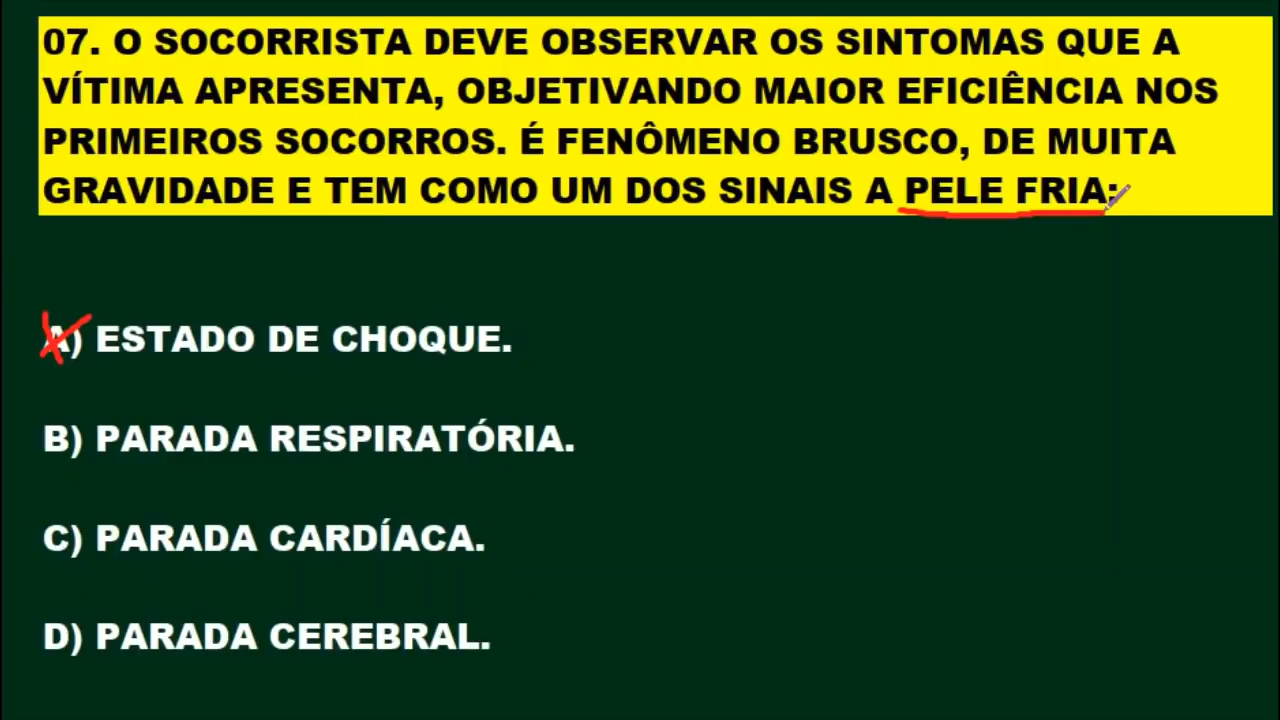 07. O SOCORRISTA DEVE OBSERVAR OS SINTOMAS QUE A
VÍTIMA APRESENTA, OBJETIVANDO MAIOR EFICIÊNCIA NOS
PRIMEIROS SOCORROS. É FENÔMENO BRUSCO, DE MUITA
GRAVIDADE E TEM COMO UM DOS SINAIS A PELE FRIA:
A) ESTADO DE CHOQUE.
B) PARADA RESPIRATÓRIA.
C) PARADA CARDÍACA.
D) PARADA CEREBRAL.